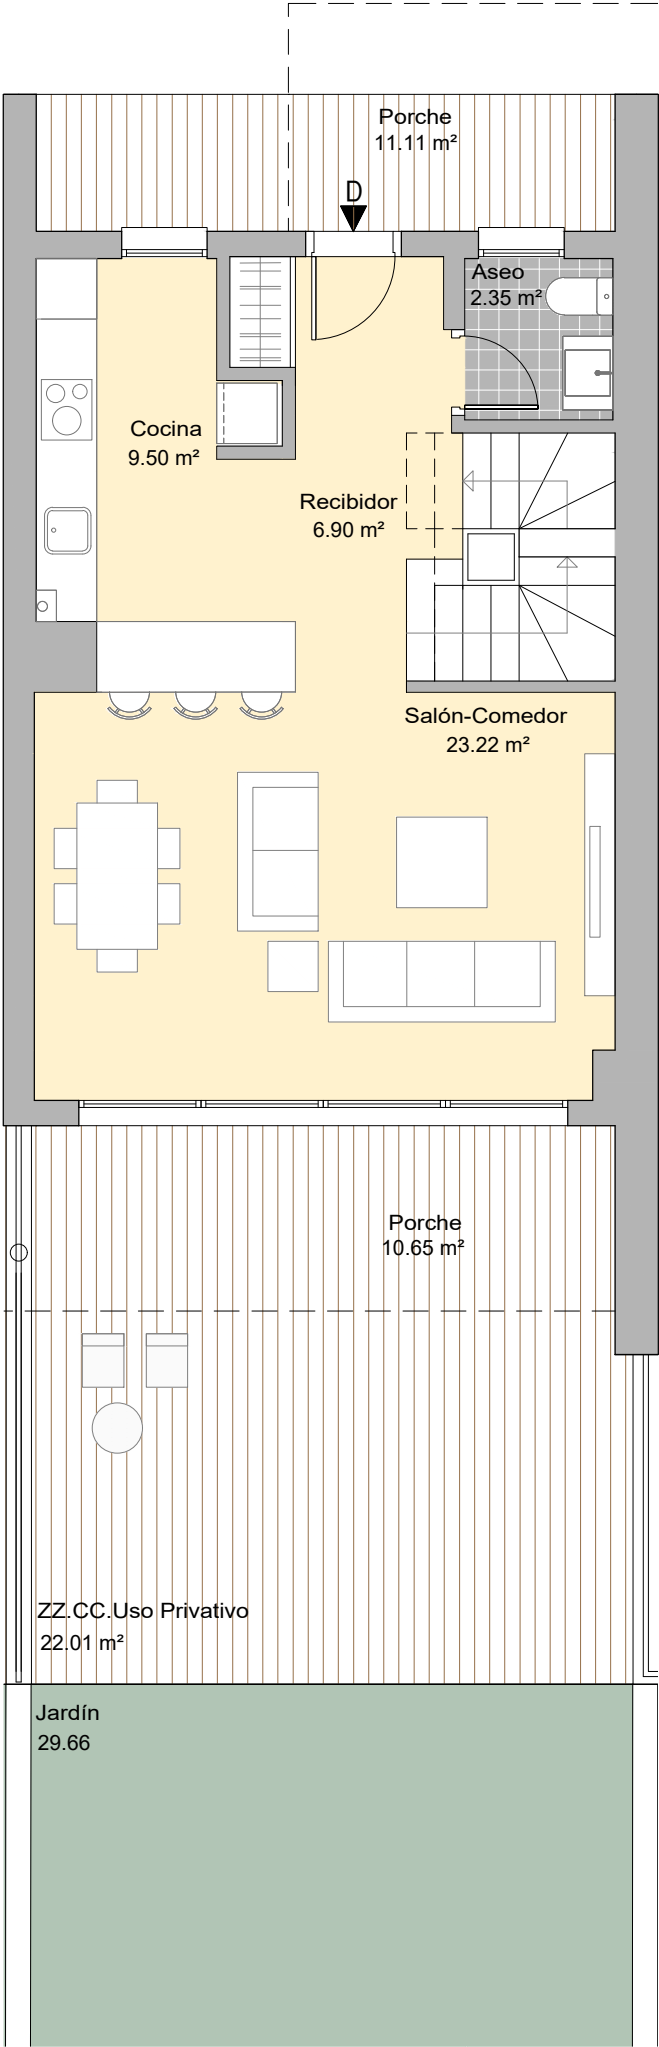 Porche
11.11 m²
D
Aseo
2.35 m²
Cocina
9.50 m²
Recibidor
6.90 m²
Salón-Comedor
23.22 m²
Porche
10.65 m²
ZZ.CC.Uso Privativo
22.01 m²
Jardín
29.66